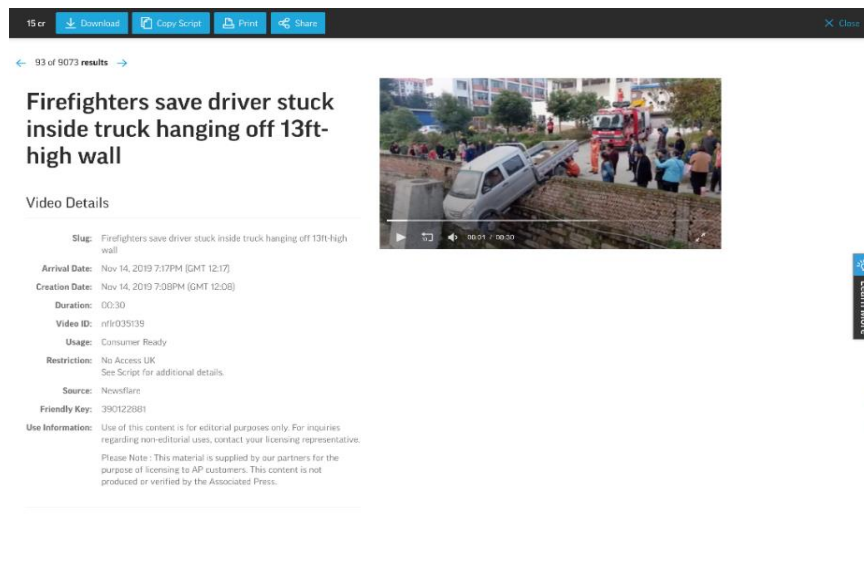 15 cr Download Copy Script Print Share Close
93 of 9073 results
Firefighters save driver stuck
inside truck hanging off 13ft-
high wall
Video Details
Slug: Firefighters save driver stuck inside truck hanging off 13ft-high
wall
Arrival Date: Nov 14, 2019 7:17PM (GMT 12:17)
Creation Date: Nov 14, 2019 7:08PM (GMT 12:08)
Duration: 00:30
Video ID: nflr035139
Usage: Consumer Ready
Restriction: No Access UK
See Script for additional details.
Source: Newsflare
Friendly Key: 390122881
Use Information: Use of this content is for editorial purposes only. For inquiries
regarding non-editorial uses, contact your licensing representative.
Please Note : This material is supplied by our partners for the
purpose of licensing to AP customers. This content is not
produced or verified by the Associated Press.
00:01 / 00:30
Learn More